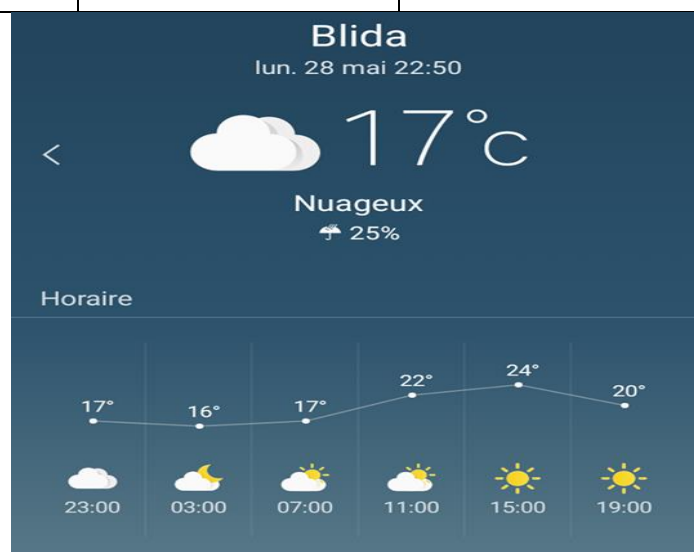 Blida
lun. 28 mai 22:50
17°C
Nuageux
25%
Horaire
17° 16° 17° 22° 24° 20°
23:00 03:00 07:00 11:00 15:00 19:00